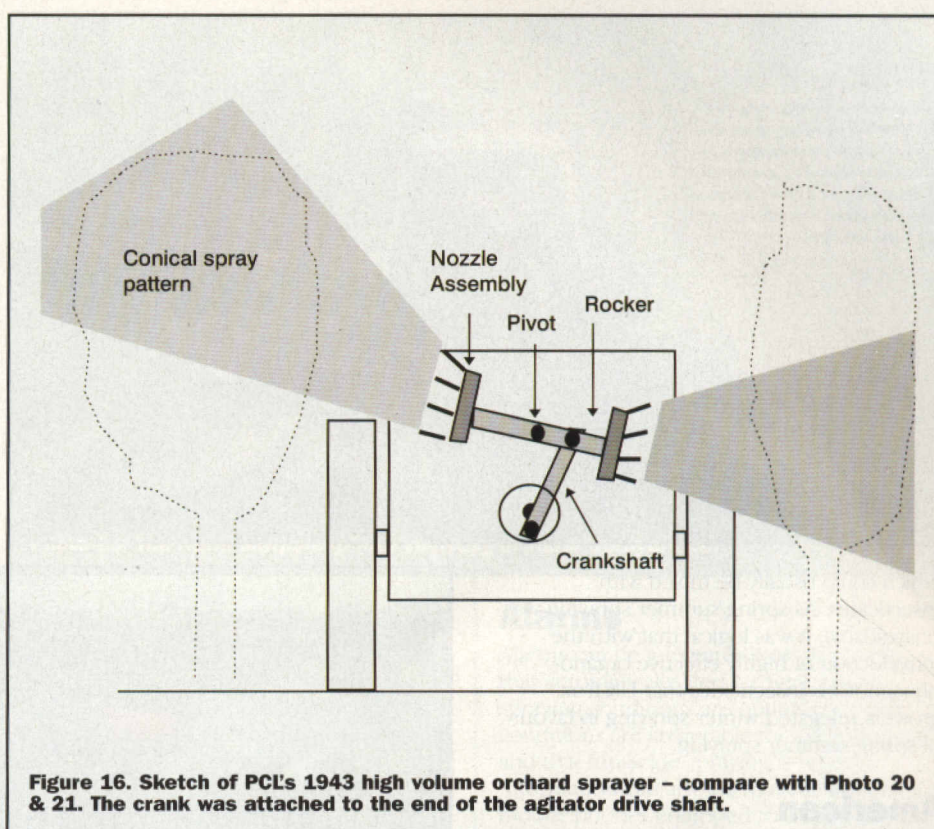 Conical spray
pattern
Nozzle
Assembly
Pivot
Rocker
Crankshaft
Figure 16. Sketch of PCL's 1943 high volume orchard sprayer – compare with Photo 20
& 21. The crank was attached to the end of the agitator drive shaft.